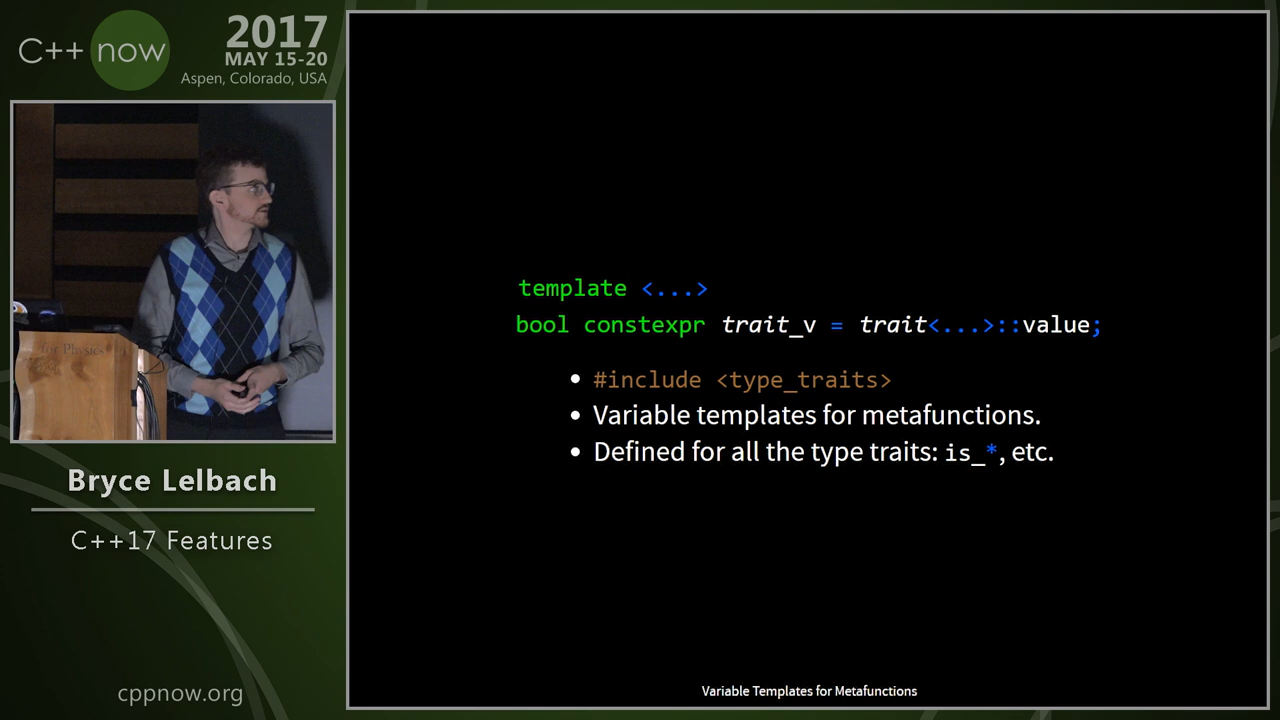 C++ now
2017
MAY 15-20
Aspen, Colorado, USA
for Physics
Bryce Lelbach
C++17 Features
cppnow.org
template <...>
bool constexpr trait_v = trait<...>::value;
• #include <type_traits>
• Variable templates for metafunctions.
• Defined for all the type traits: is_*, etc.
Variable Templates for Metafunctions